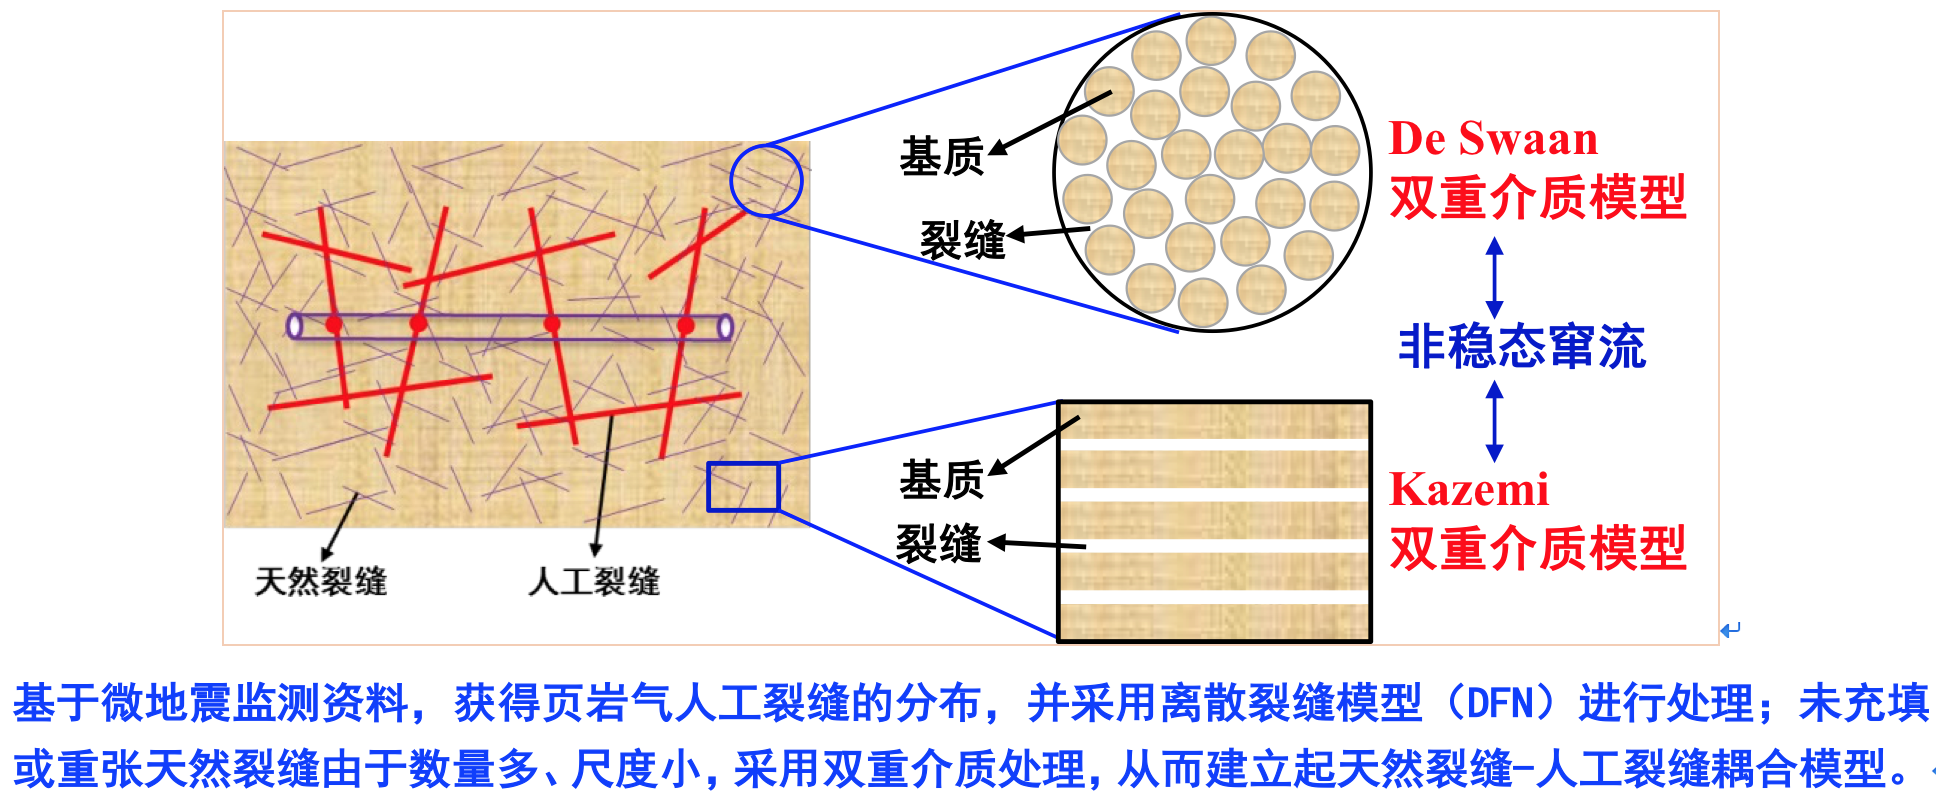 基质
裂缝
De Swaan
双重介质模型
非稳态窜流
基质
裂缝
Kazemi
双重介质模型
天然裂缝
人工裂缝
基于微地震监测资料，获得页岩气人工裂缝的分布，并采用离散裂缝模型（DFN）进行处理；未充填
或重张天然裂缝由于数量多、尺度小，采用双重介质处理，从而建立起天然裂缝-人工裂缝耦合模型。